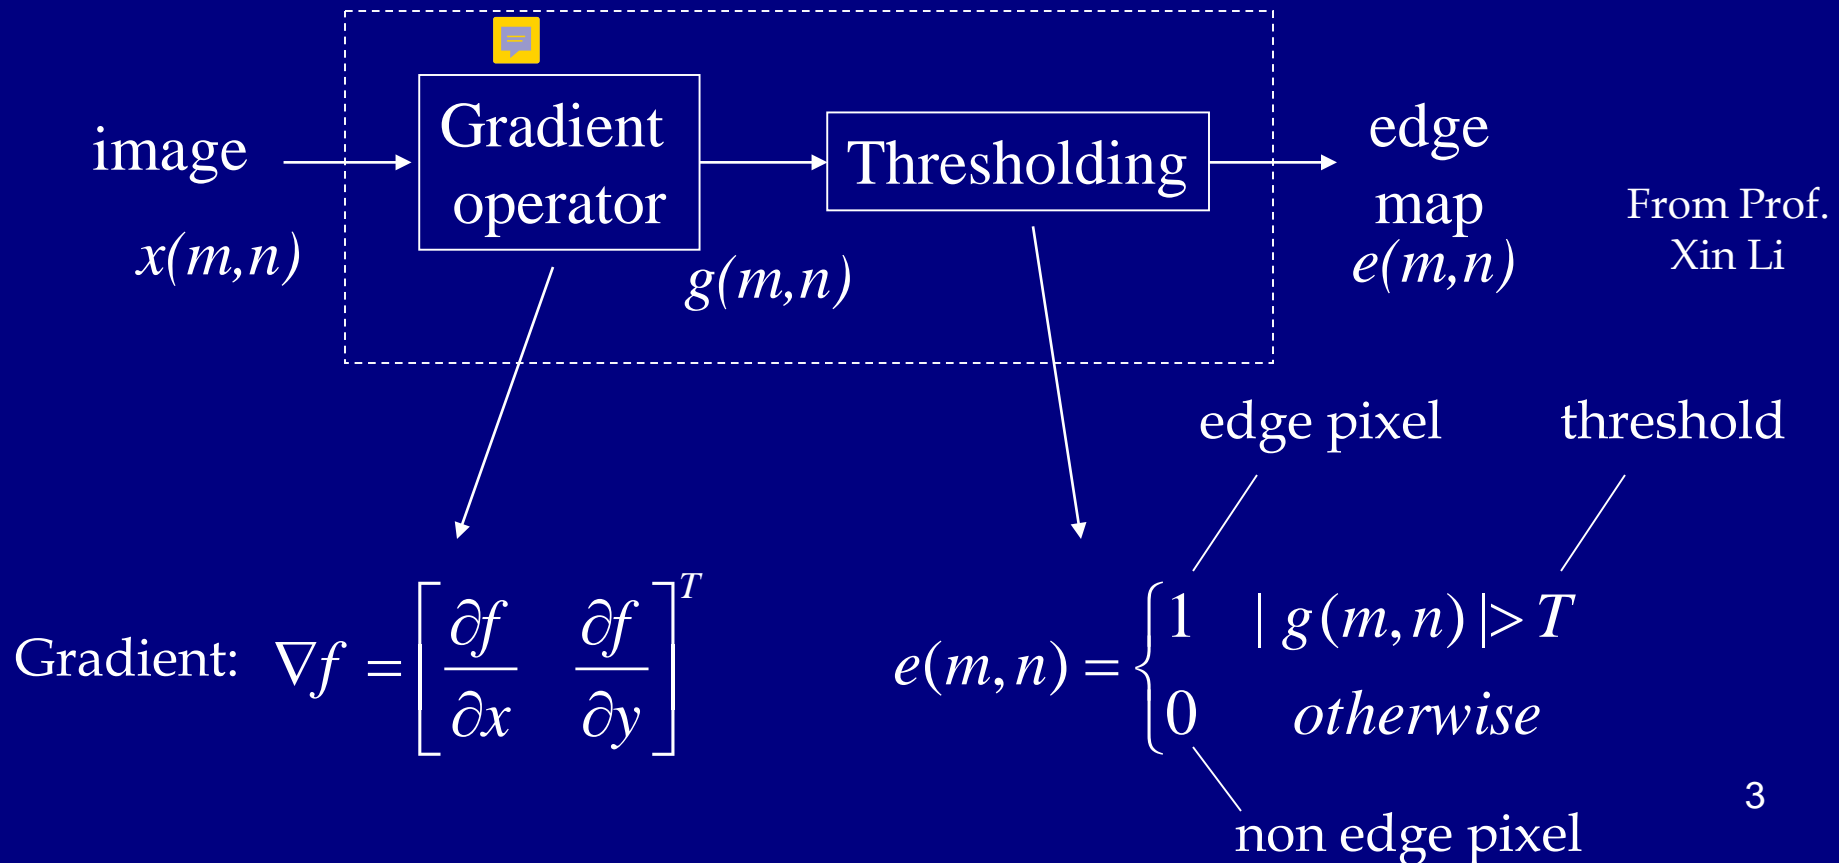 image
x(m,n)
Gradient
operator
g(m,n)
Thresholding
edge
map
e(m,n)
From Prof.
Xin Li
edge pixel
threshold
Gradient: ∇f = [ ∂f/∂x ∂f/∂y ]^T
e(m,n) = { 1 | g(m,n) |> T
0 otherwise
non edge pixel
3